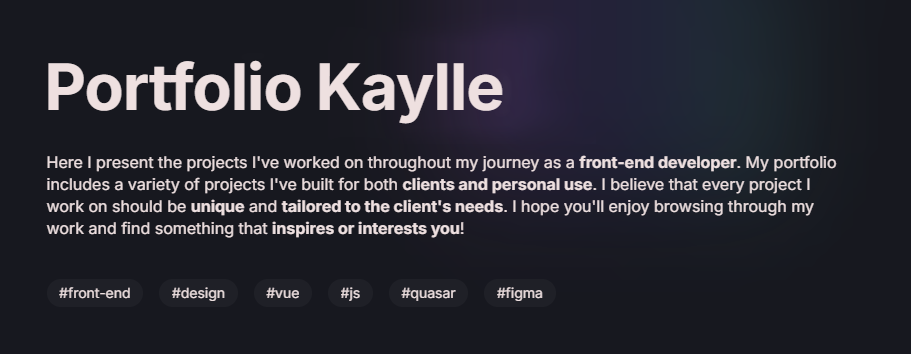 Portfolio Kaylle
Here I present the projects I've worked on throughout my journey as a front-end developer. My portfolio
includes a variety of projects I've built for both clients and personal use. I believe that every project I
work on should be unique and tailored to the client's needs. I hope you'll enjoy browsing through my
work and find something that inspires or interests you!
#front-end #design #vue #js #quasar #figma